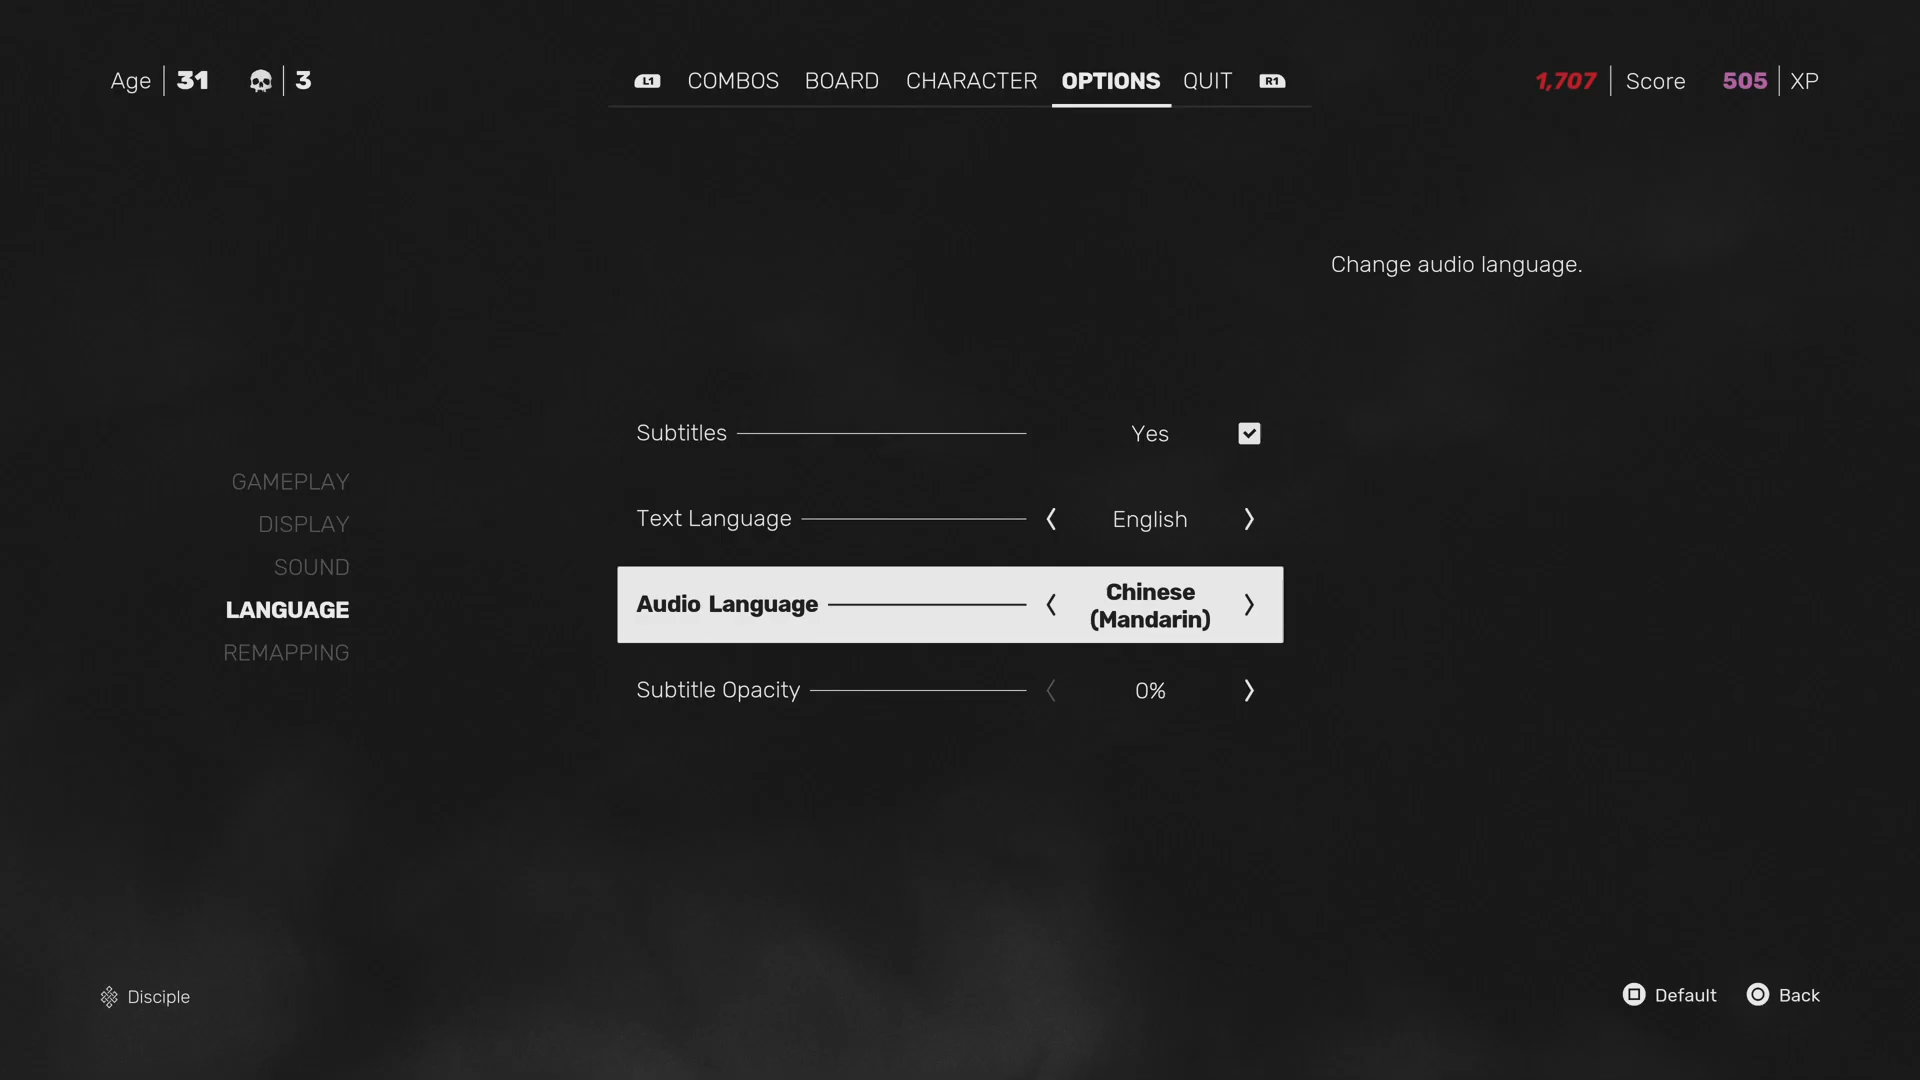 Age 31 3
L1 COMBOS BOARD CHARACTER OPTIONS QUIT R1
1,707 Score 505 XP
Change audio language.
GAMEPLAY
DISPLAY
SOUND
LANGUAGE
REMAPPING
Subtitles Yes
Text Language English
Audio Language Chinese
(Mandarin)
Subtitle Opacity 0%
Disciple
Default Back